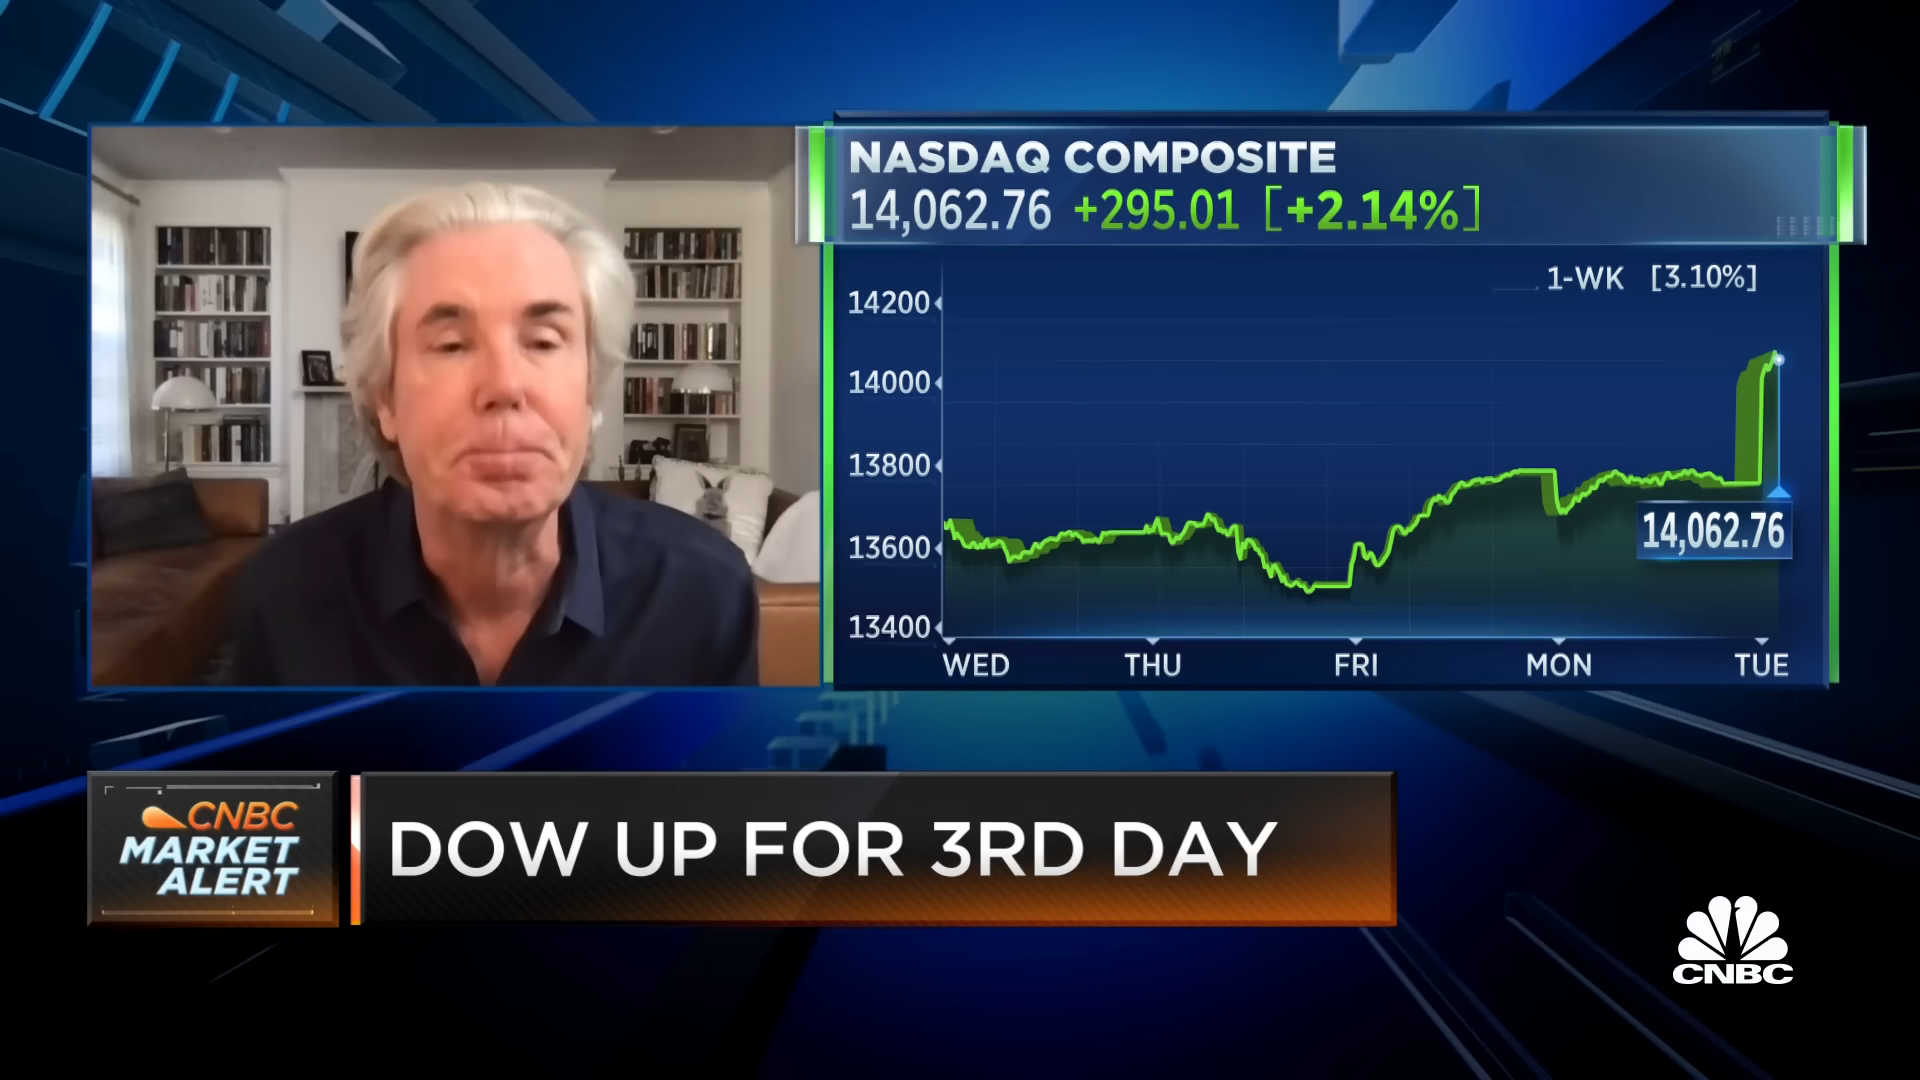 NASDAQ COMPOSITE
14,062.76 +295.01 [+2.14%]
1-WK [3.10%]
14200
14000
13800
13600
13400
14,062.76
WED THU FRI MON TUE
CNBC
MARKET
ALERT
DOW UP FOR 3RD DAY
CNBC